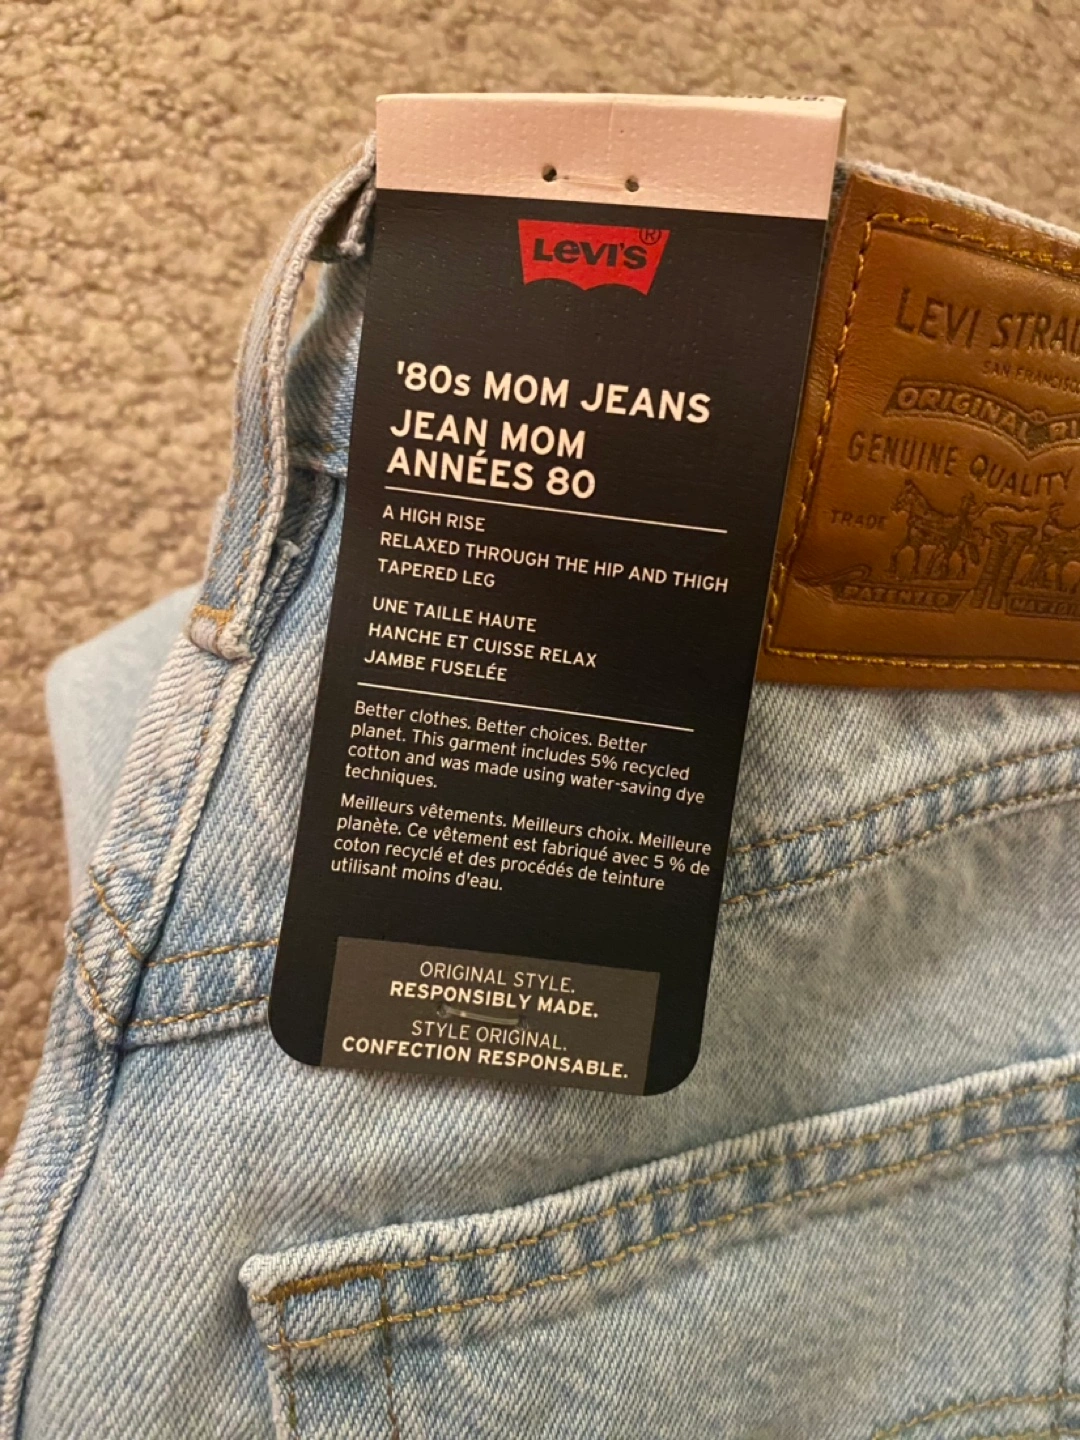 Levi's®
'80s MOM JEANS
JEAN MOM
ANNÉES 80
A HIGH RISE
RELAXED THROUGH THE HIP AND THIGH
TAPERED LEG
UNE TAILLE HAUTE
HANCHE ET CUISSE RELAX
JAMBE FUSELÉE
Better clothes. Better choices. Better
planet. This garment includes 5% recycled
cotton and was made using water-saving dye
techniques.
Meilleurs vêtements. Meilleurs choix. Meilleure
planète. Ce vêtement est fabriqué avec 5 % de
coton recyclé et des procédés de teinture
utilisant moins d'eau.
ORIGINAL STYLE.
RESPONSIBLY MADE.
STYLE ORIGINAL.
CONFECTION RESPONSABLE.
LEVI STRAU
SAN FRANCISCO
ORIGINAL RI
GENUINE QUALITY
TRADE
PATENTED